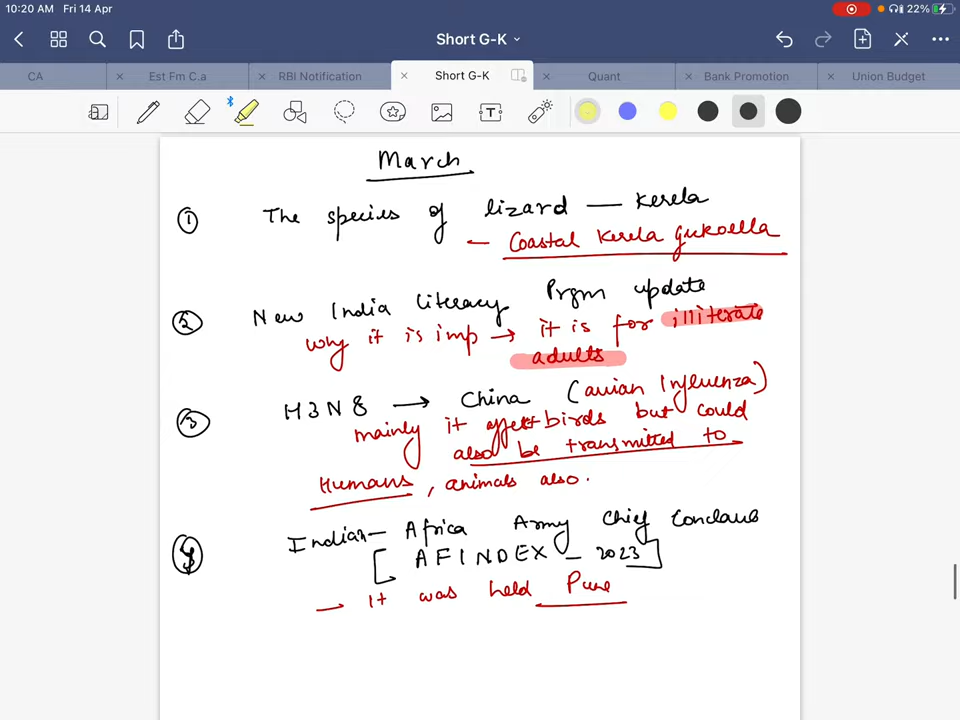 10:20 AM Fri 14 Apr 22%
Short G-K
CA Est Fm C.a RBI Notification Short G-K Quant Bank Promotion Union Budget
March
① The species of lizard — Kerela
— Coastal Kerela gukoella
② New India literacy Prgm update
why it is imp → it is for illiterate
adults
③ H3N8 → China (avian Influenza)
mainly it affect birds but could
also be transmitted to
Humans, animals also.
④ Indian – Africa Army Chief Conclave
[AFINDEX – 2023]
→ it was held Pune